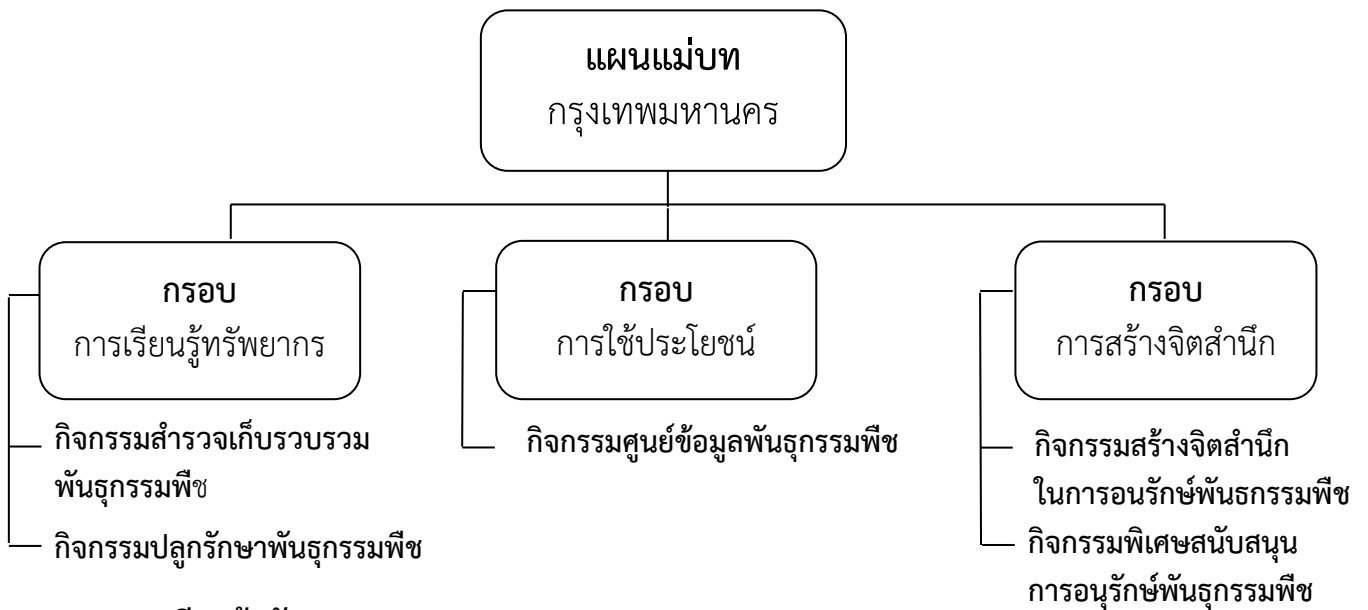 แผนแม่บท
กรุงเทพมหานคร
กรอบ
การเรียนรู้ทรัพยากร
กิจกรรมสำรวจเก็บรวบรวม
พันธุกรรมพืช
กิจกรรมปลูกรักษาพันธุกรรมพืช
กรอบ
การใช้ประโยชน์
กิจกรรมศูนย์ข้อมูลพันธุกรรมพืช
กรอบ
การสร้างจิตสำนึก
กิจกรรมสร้างจิตสำนึก
ในการอนรักษ์พันธกรรมพืช
กิจกรรมพิเศษสนับสนุน
การอนุรักษ์พันธุกรรมพืช